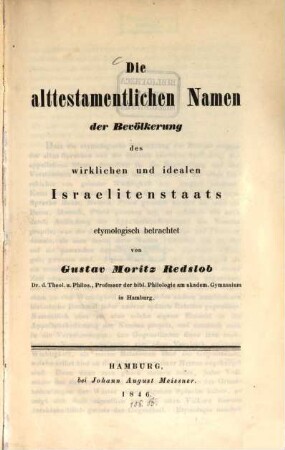 Die
alttestamentlichen Namen
der Bevölkerung
des
wirklichen und idealen
Israelitenstaats
etymologisch betrachtet
von
Gustav Moritz Redslob
Dr. d. Theol. u. Philos., Professor der bibl. Philologie am akadem. Gymnasium
in Hamburg.
HAMBURG,
bei Johann August Meissner.
1846.